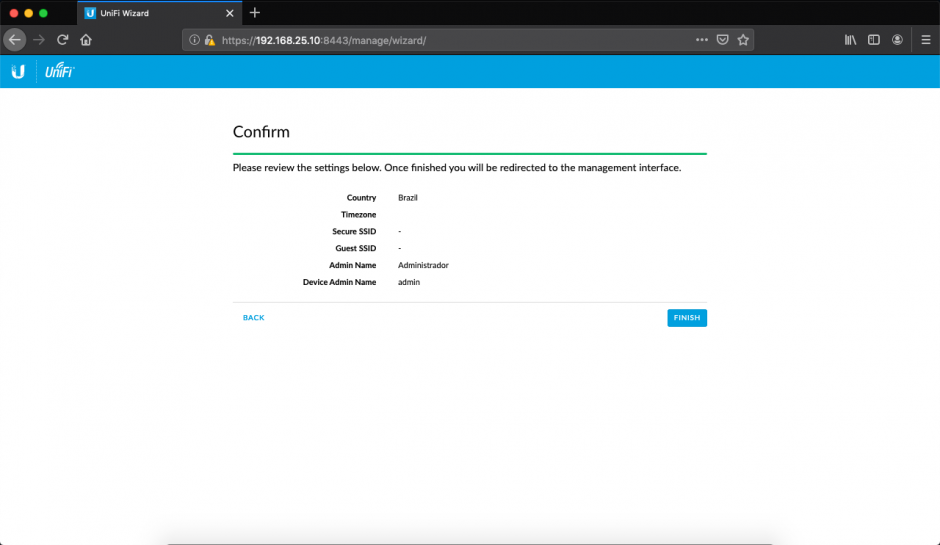 UniFi Wizard
https://192.168.25.10:8443/manage/wizard/
UniFi
Confirm
Please review the settings below. Once finished you will be redirected to the management interface.
Country Brazil
Timezone
Secure SSID -
Guest SSID -
Admin Name Administrador
Device Admin Name admin
BACK FINISH